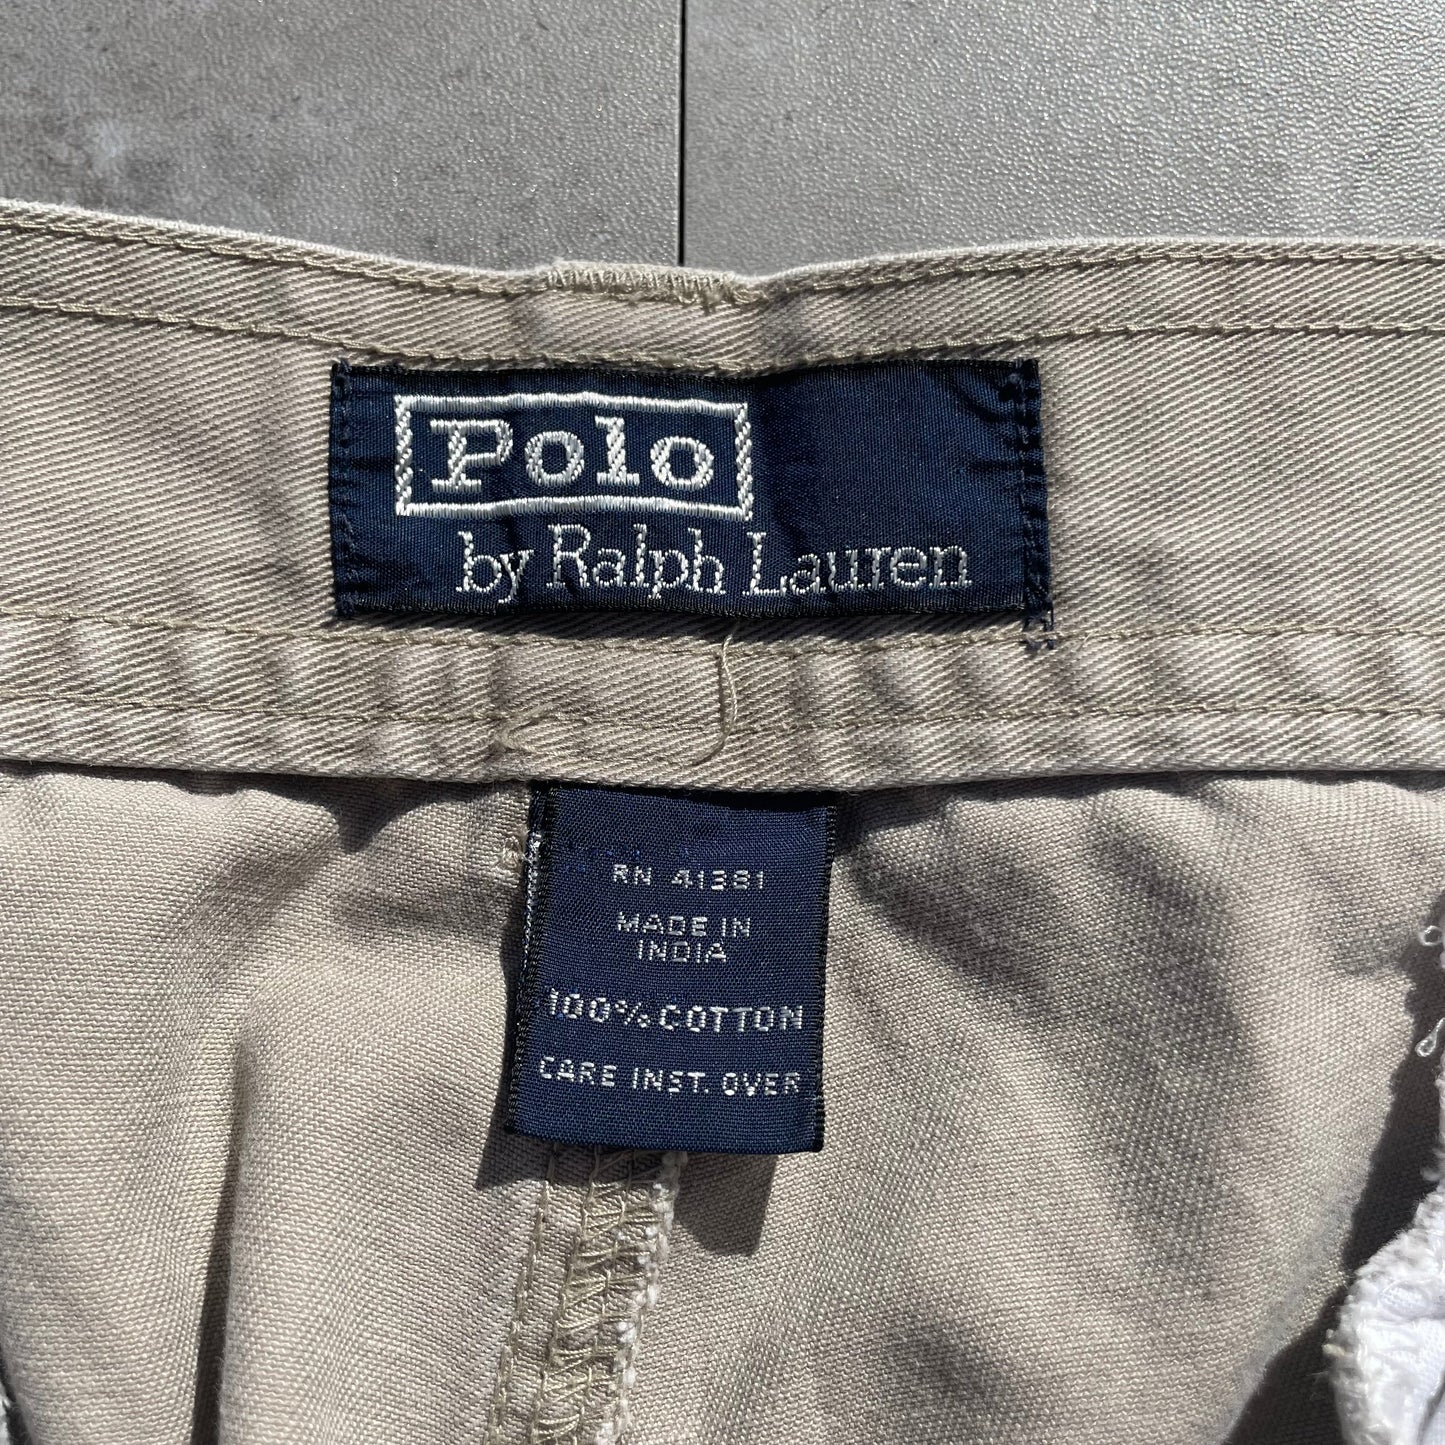 Polo
by Ralph Lauren
RN 41381
MADE IN
INDIA
100% COTTON
CARE INST. OVER